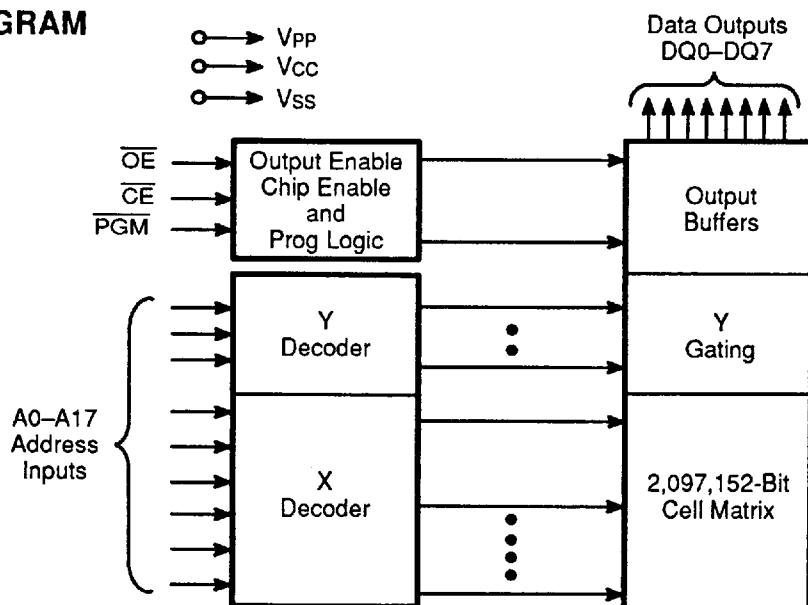 GRAM
VPP
VCC
VSS
Data Outputs
DQ0–DQ7
OE
CE
PGM
Output Enable
Chip Enable
and
Prog Logic
Output
Buffers
Y
Decoder
Y
Gating
A0–A17
Address
Inputs
X
Decoder
2,097,152-Bit
Cell Matrix